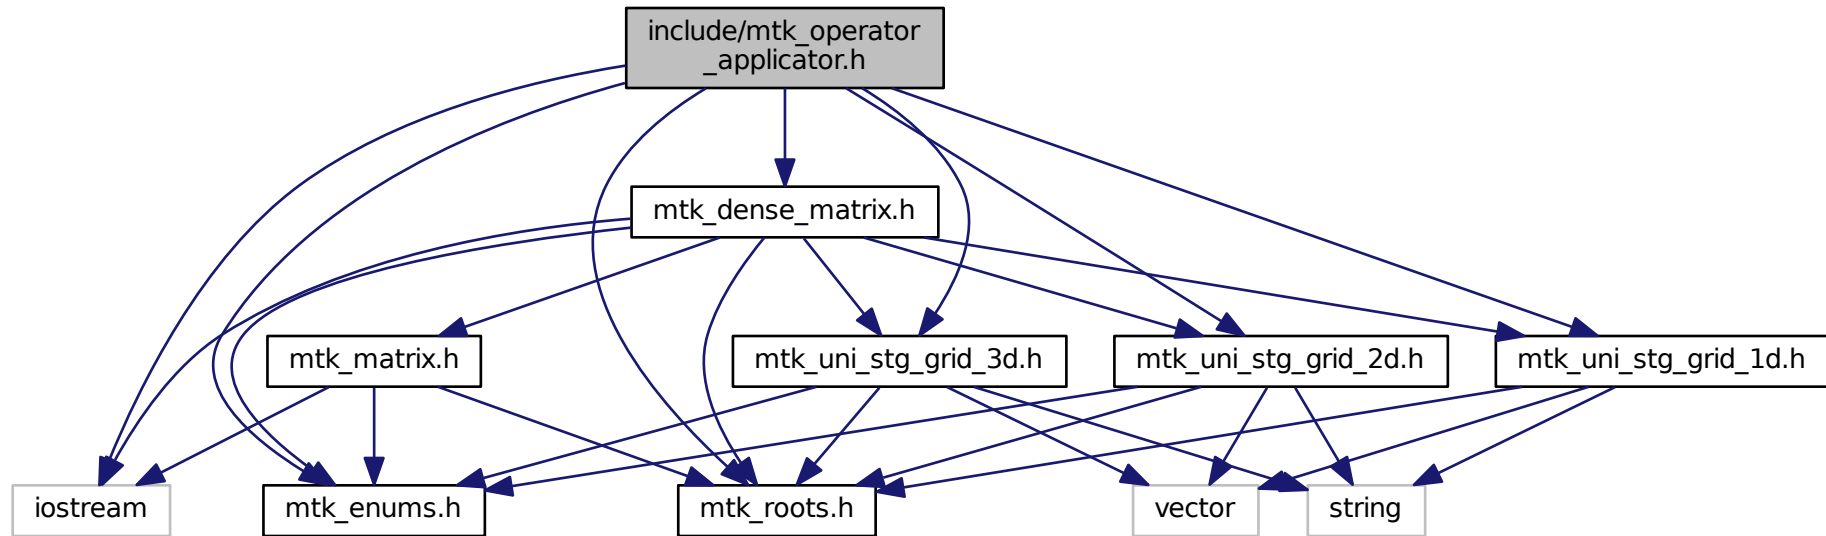 include/mtk_operator
_applicator.h
mtk_dense_matrix.h
mtk_matrix.h
mtk_uni_stg_grid_3d.h
mtk_uni_stg_grid_2d.h
mtk_uni_stg_grid_1d.h
iostream
mtk_enums.h
mtk_roots.h
vector
string